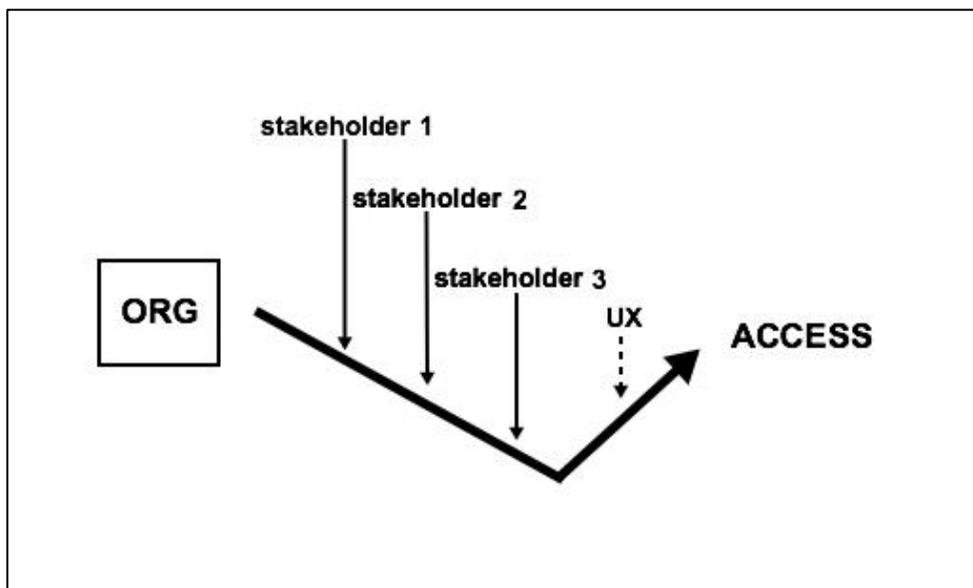 stakeholder 1
stakeholder 2
stakeholder 3
ORG
UX
ACCESS